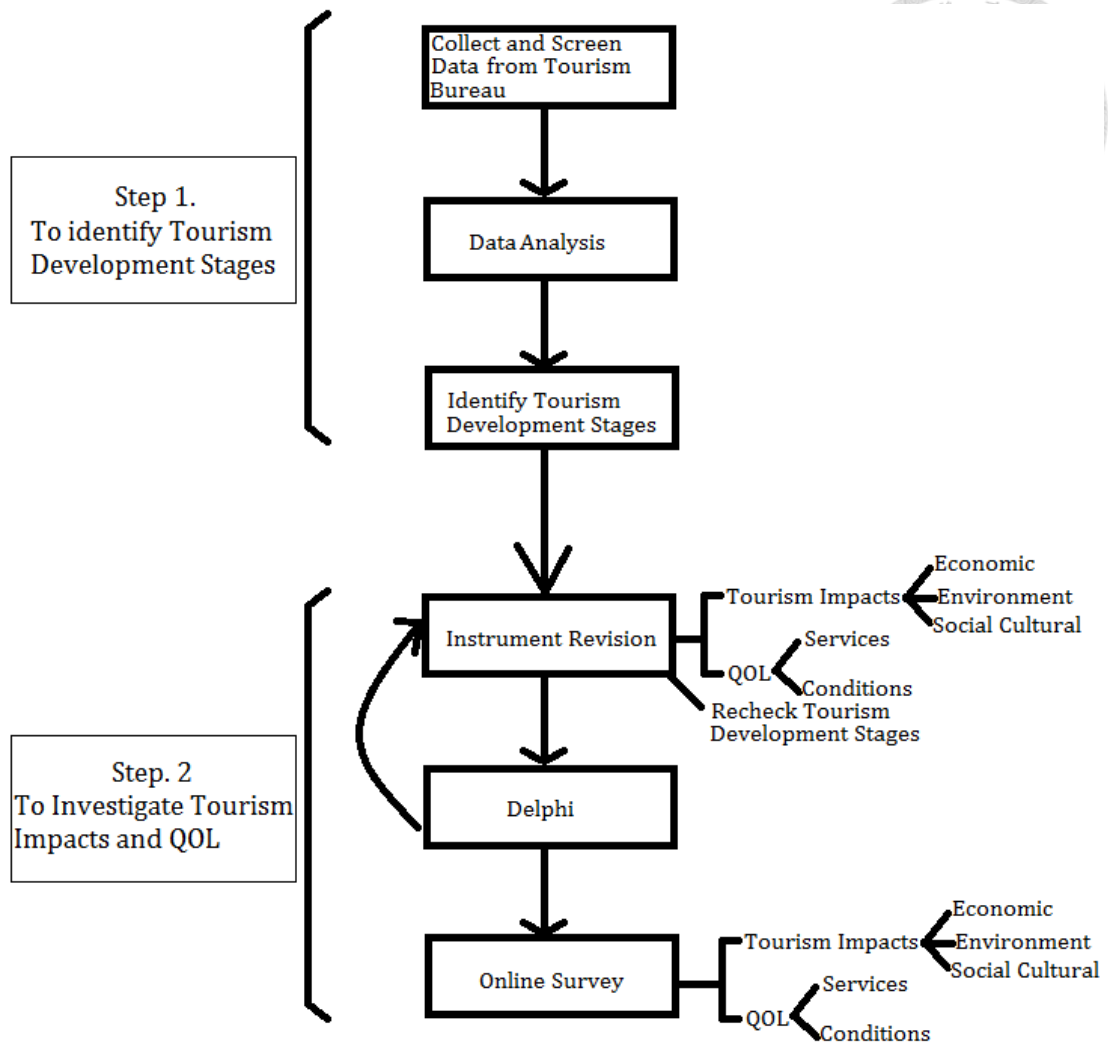 Collect and Screen
Data from Tourism
Bureau
Step 1.
To identify Tourism
Development Stages
Data Analysis
Identify Tourism
Development Stages
Economic
Tourism Impacts
Environment
Social Cultural
Instrument Revision
Services
QOL
Conditions
Recheck Tourism
Development Stages
Step. 2
To Investigate Tourism
Impacts and QOL
Delphi
Economic
Tourism Impacts
Environment
Social Cultural
Online Survey
Services
QOL
Conditions